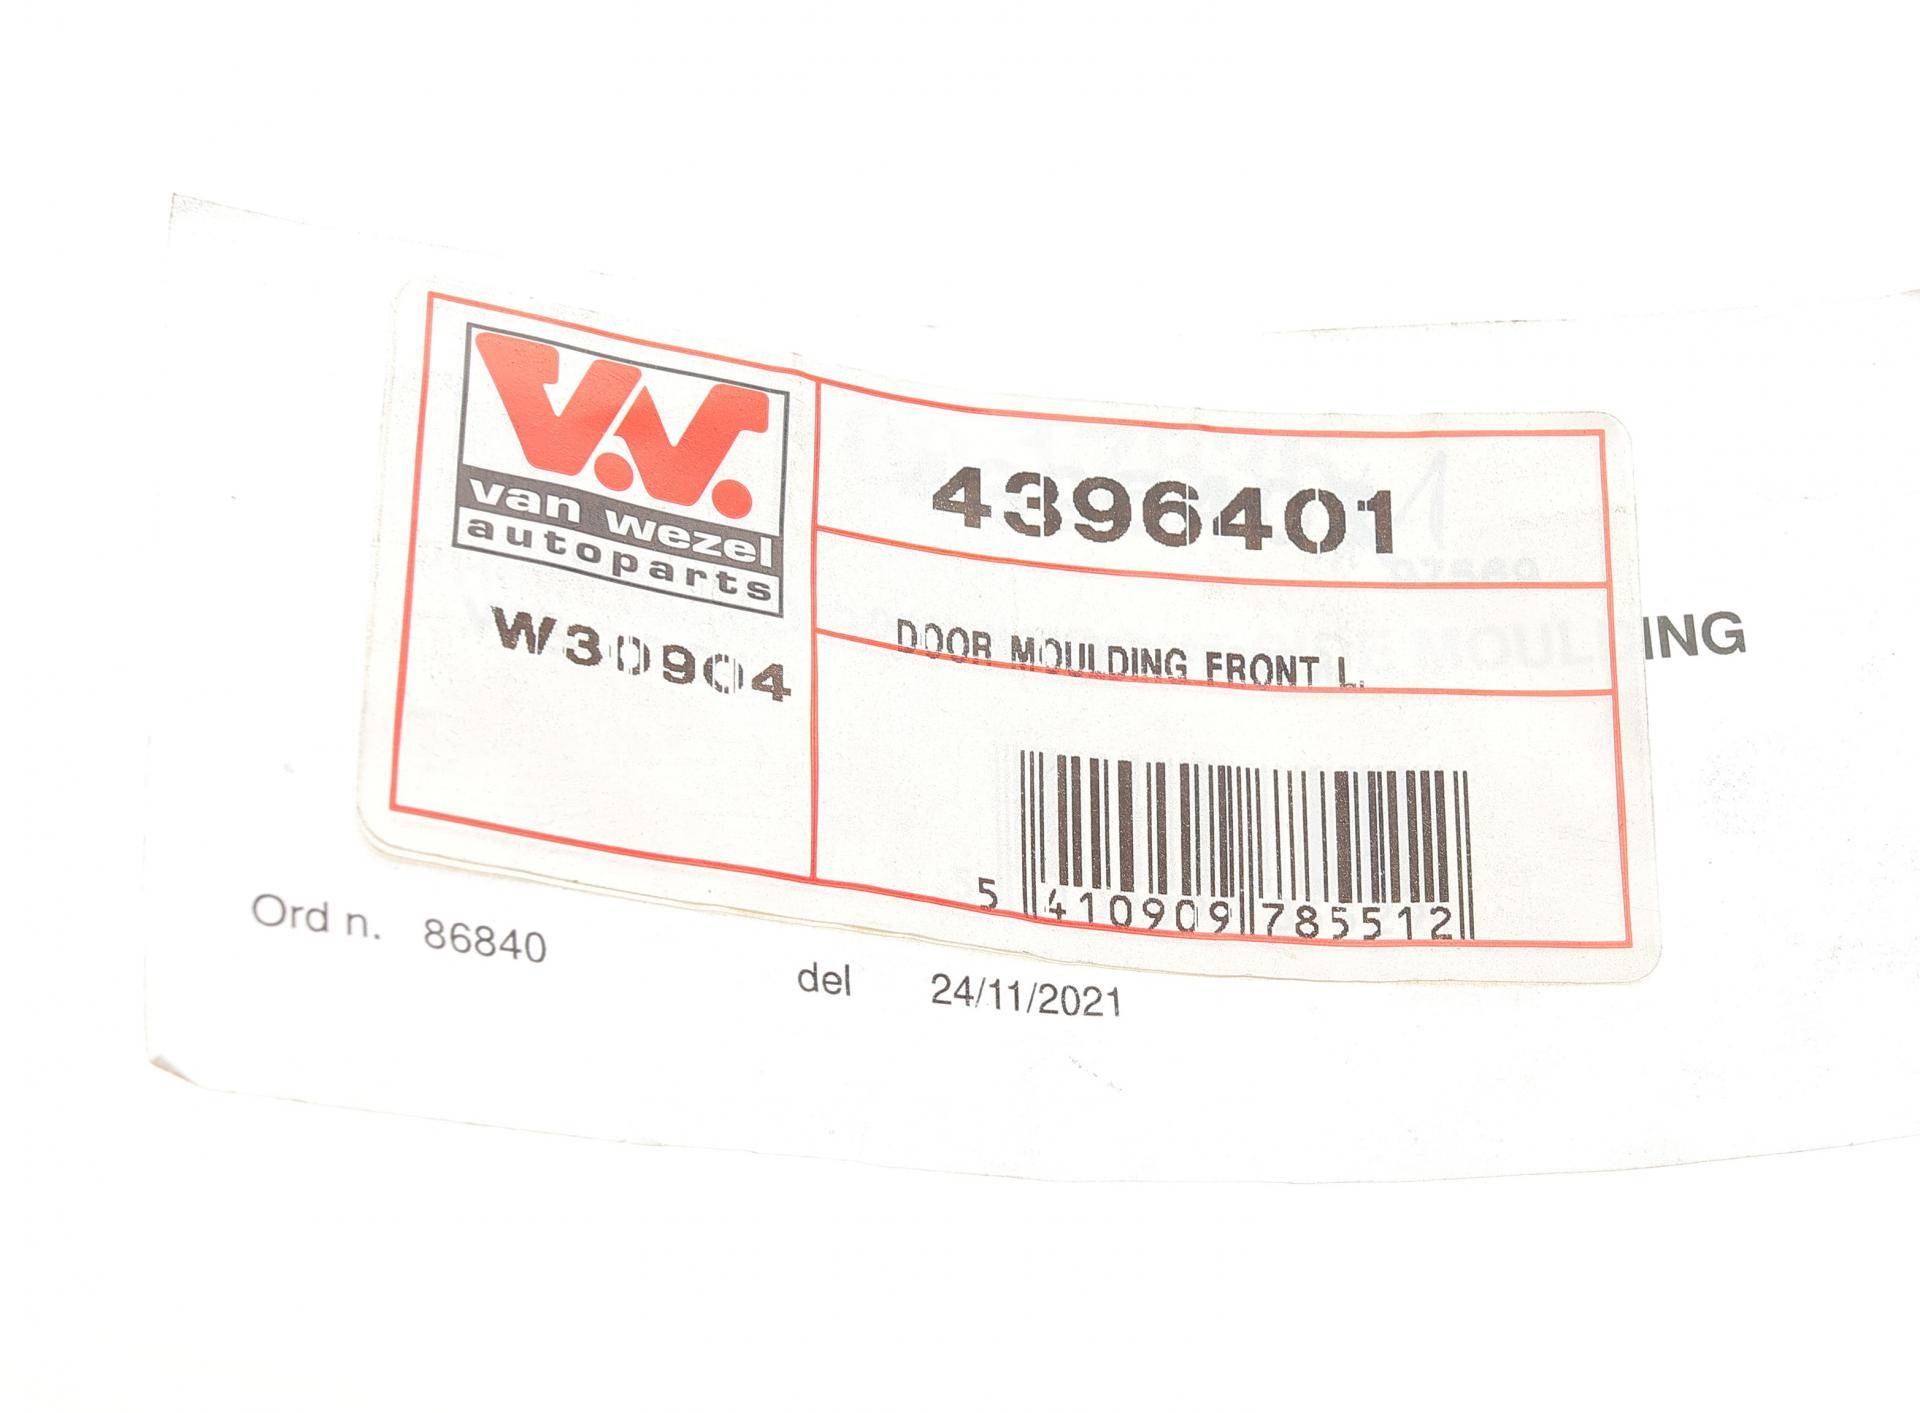 van wezel
autoparts
W30904
4396401
DOOR MOULDING FRONT L.
ING
5 410909 785512
Ord n. 86840 del 24/11/2021